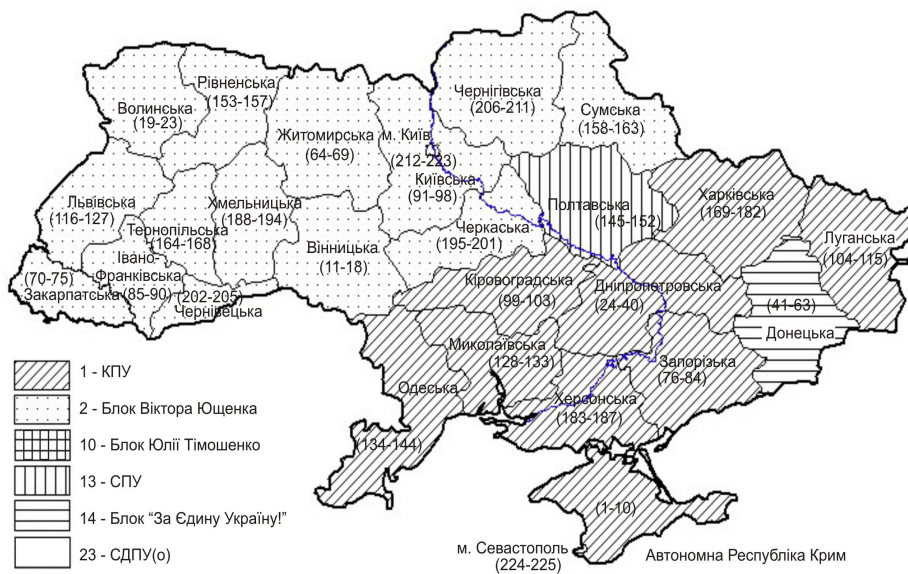 Волинська
(19-23)
Рівненська
(153-157)
Житомирська
(64-69)
м. Київ
(212-223)
Київська
(91-98)
Чернігівська
(206-211)
Сумська
(158-163)
Львівська
(116-127)
Тернопільська
(164-168)
Хмельницька
(188-194)
Вінницька
(11-18)
Черкаська
(195-201)
Полтавська
(145-152)
Харківська
(169-182)
Луганська
(104-115)
(70-75)
Закарпатська
Івано-
Франківська
(85-90)
(202-205)
Чернівецька
Кіровоградська
(99-103)
Дніпропетровська
(24-40)
(41-63)
Донецька
Одеська
(134-144)
Миколаївська
(128-133)
Херсонська
(183-187)
Запорізька
(76-84)
(1-10)
м. Севастополь
(224-225)
Автономна Республіка Крим
1 - КПУ
2 - Блок Віктора Ющенка
10 - Блок Юлії Тімошенко
13 - СПУ
14 - Блок “За Єдину Україну!”
23 - СДПУ(о)